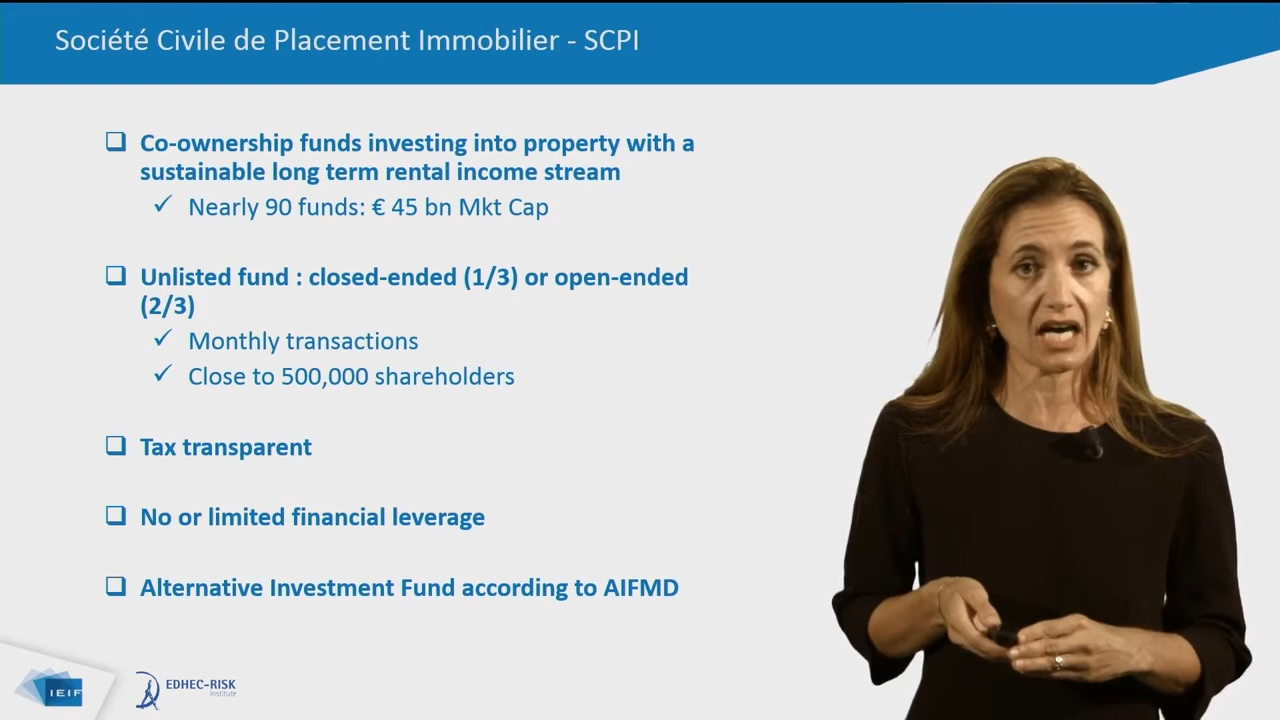 Société Civile de Placement Immobilier - SCPI
Co-ownership funds investing into property with a
sustainable long term rental income stream
Nearly 90 funds: € 45 bn Mkt Cap
Unlisted fund : closed-ended (1/3) or open-ended
(2/3)
Monthly transactions
Close to 500,000 shareholders
Tax transparent
No or limited financial leverage
Alternative Investment Fund according to AIFMD
IEIF
EDHEC-RISK
Institute